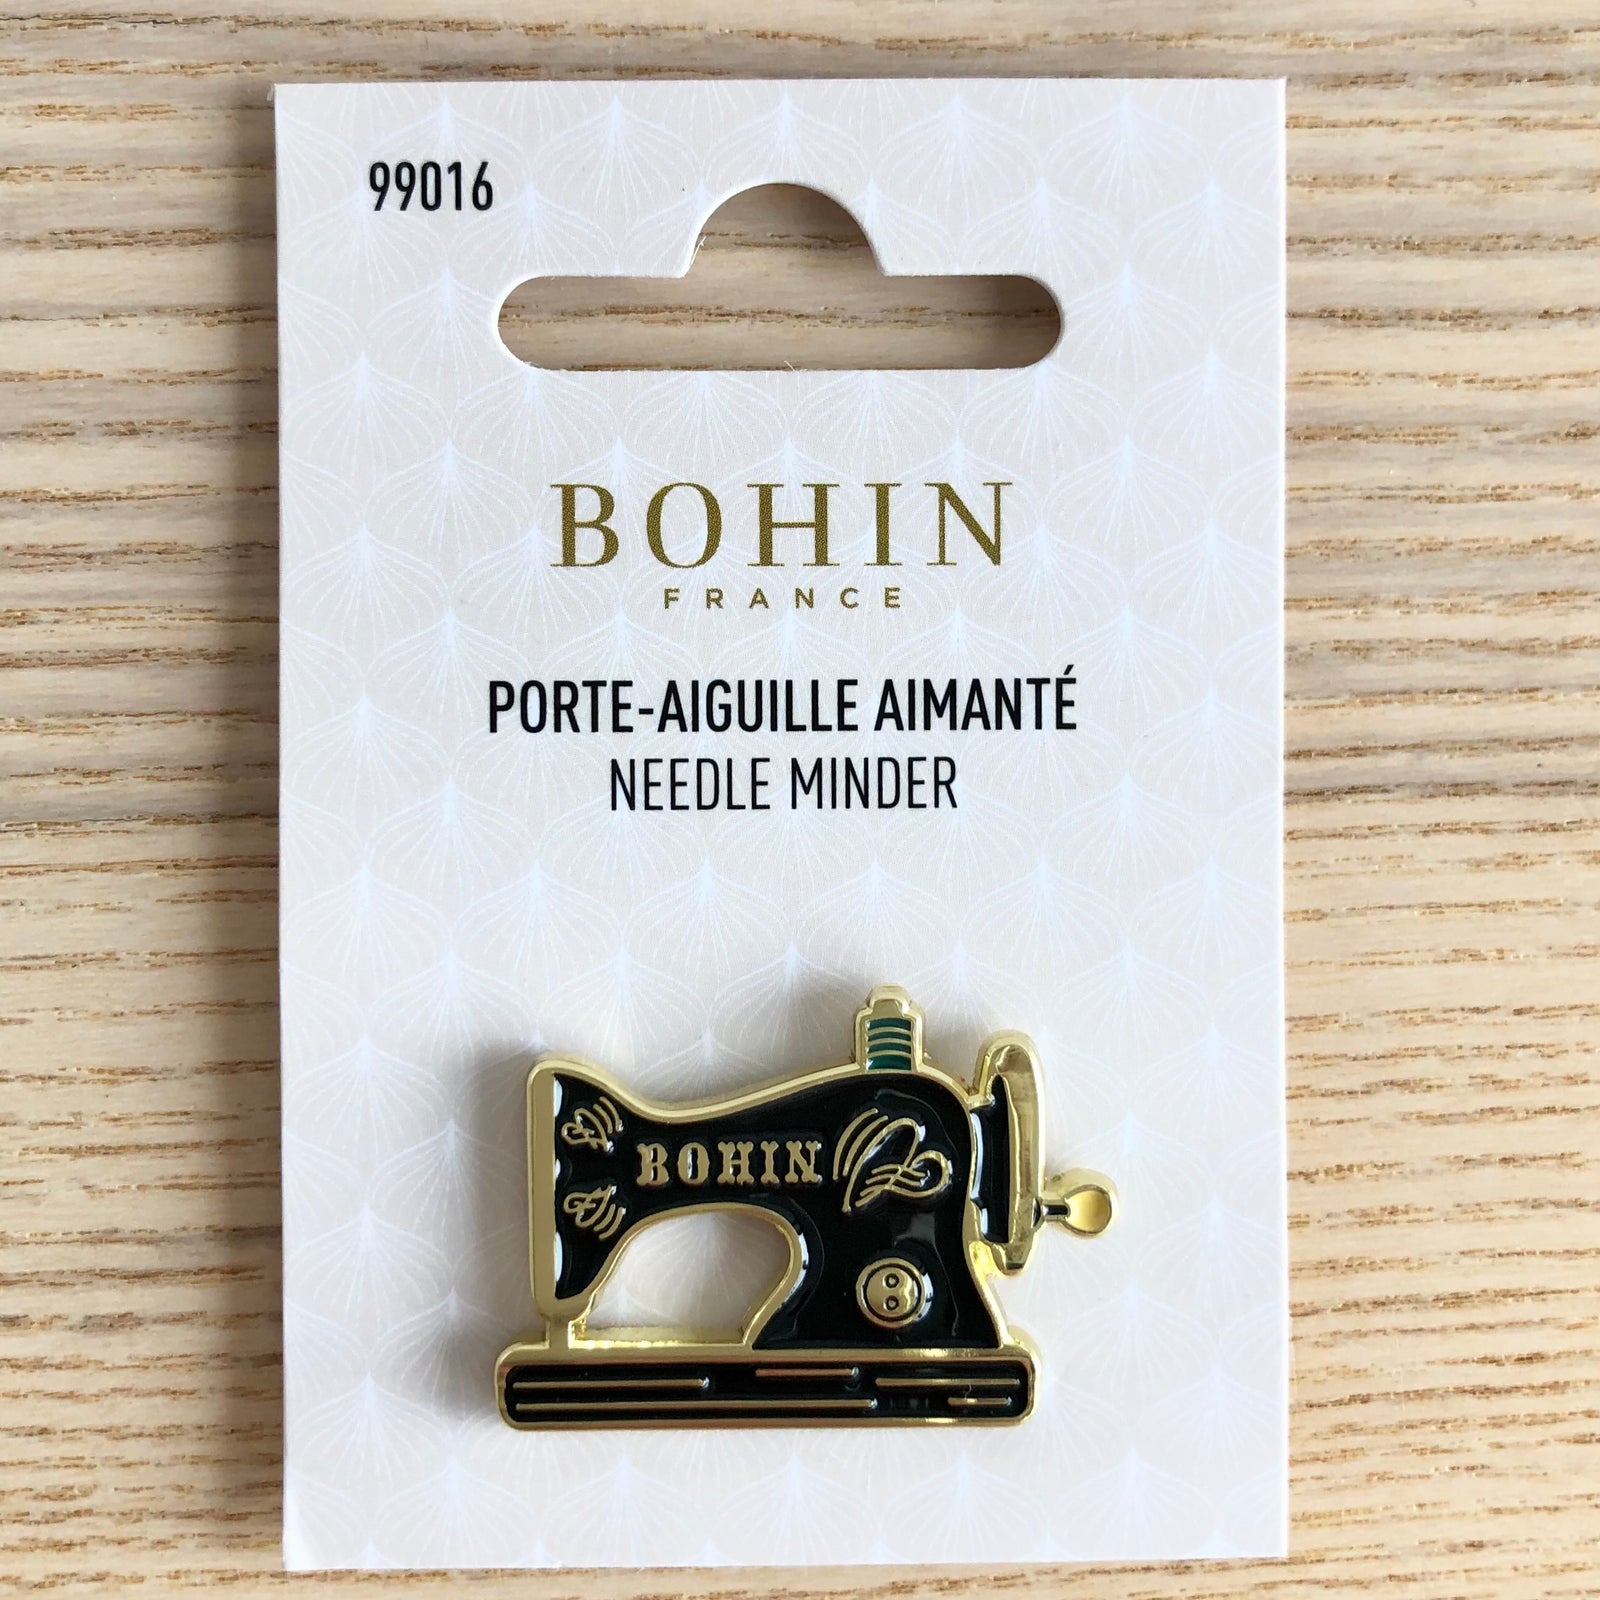 99016
BOHIN
FRANCE
PORTE-AIGUILLE AIMANTÉ
NEEDLE MINDER
BOHIN